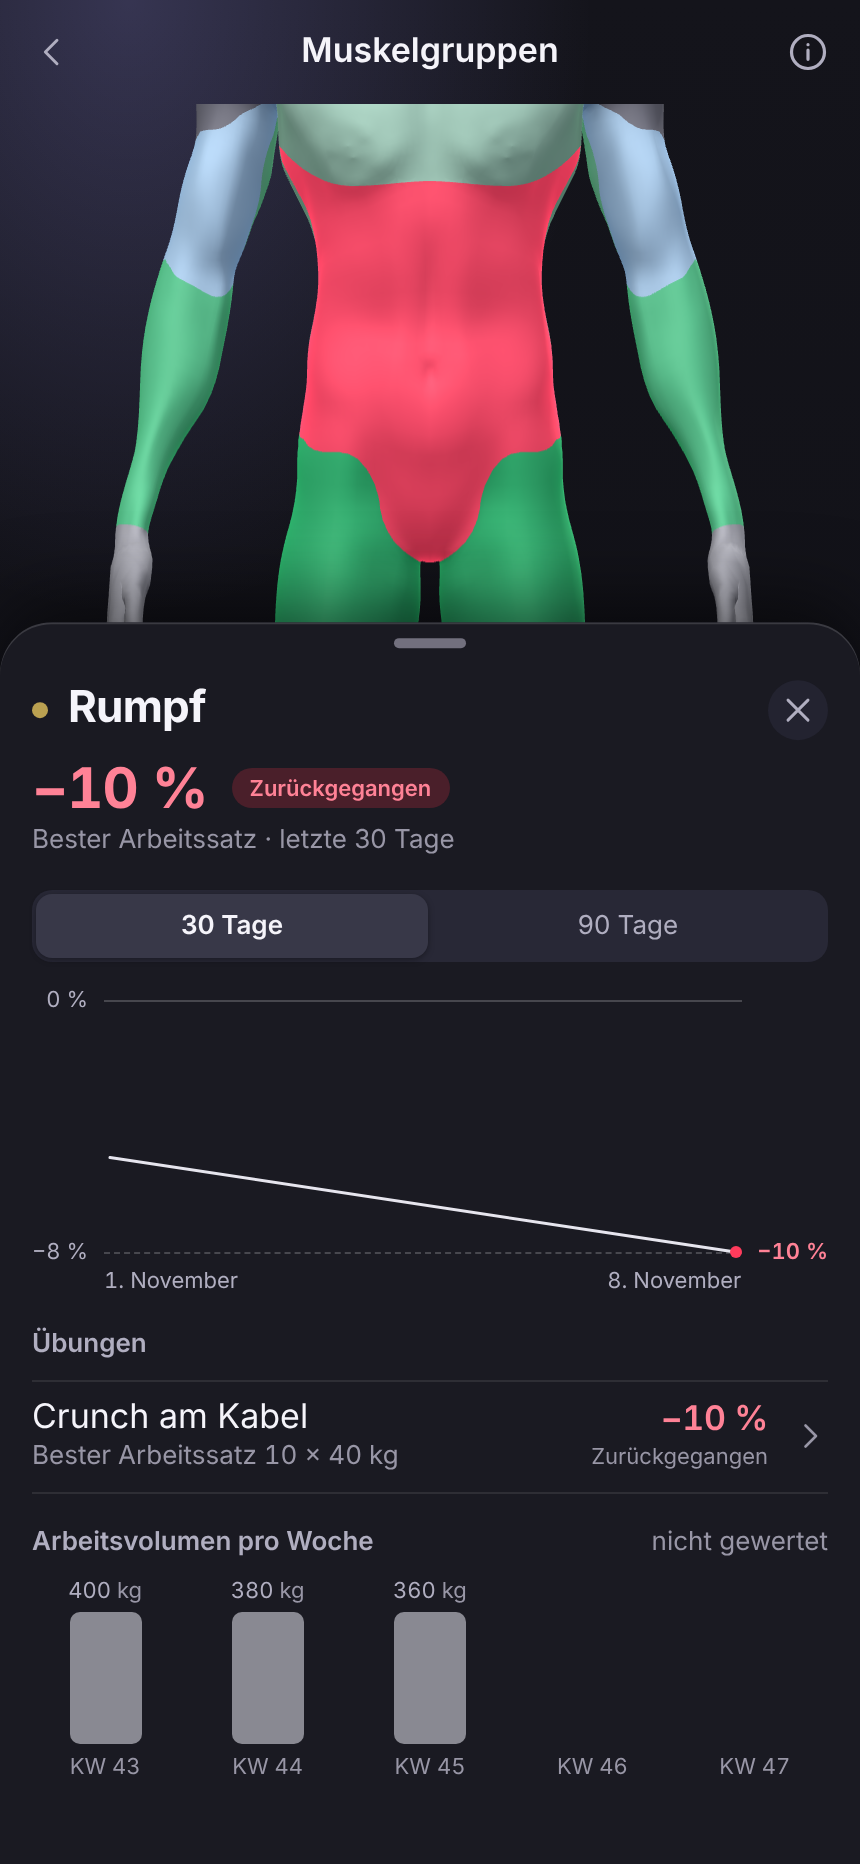 Muskelgruppen
Rumpf
−10 %
Zurückgegangen
Bester Arbeitssatz · letzte 30 Tage
30 Tage
90 Tage
0 %
−8 %
−10 %
1. November
8. November
Übungen
Crunch am Kabel
−10 %
Bester Arbeitssatz 10 × 40 kg
Zurückgegangen
Arbeitsvolumen pro Woche
nicht gewertet
400 kg
380 kg
360 kg
KW 43
KW 44
KW 45
KW 46
KW 47